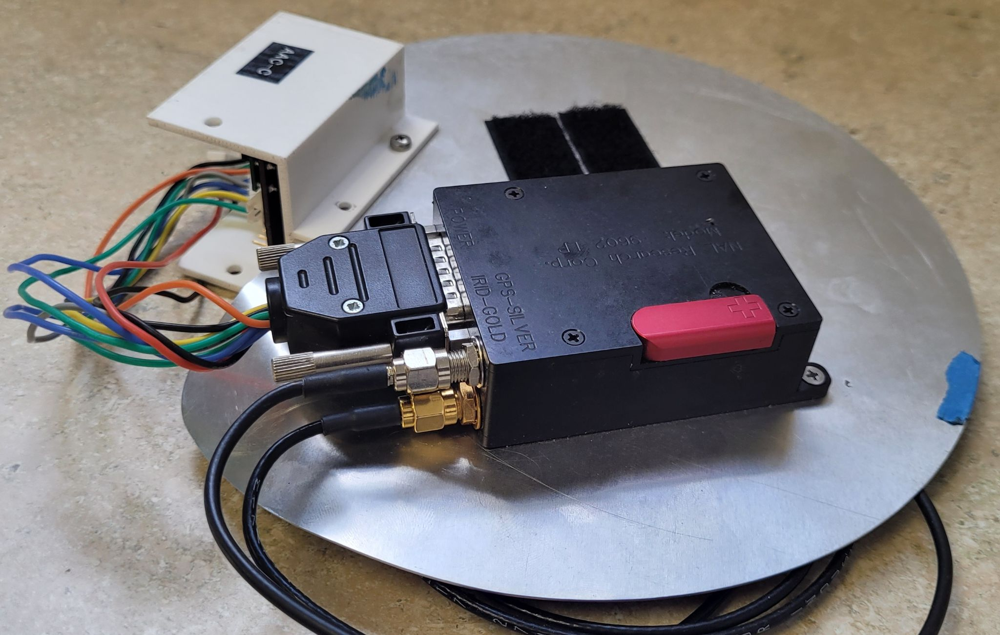 AAC-C
POWER
GPS-SILVER
IRID-GOLD
NAL Research Corp.
Model: 9602-LP